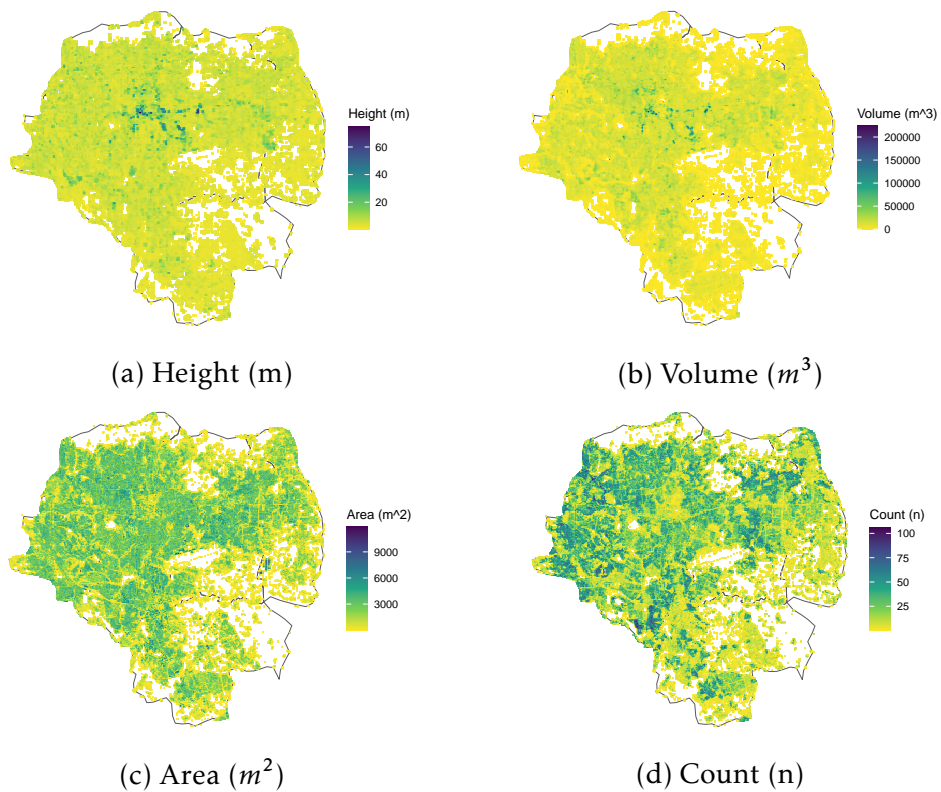 Height (m)
60
40
20
(a) Height (m)
Volume (m^3)
200000
150000
100000
50000
0
(b) Volume (m³)
Area (m^2)
9000
6000
3000
(c) Area (m²)
Count (n)
100
75
50
25
(d) Count (n)